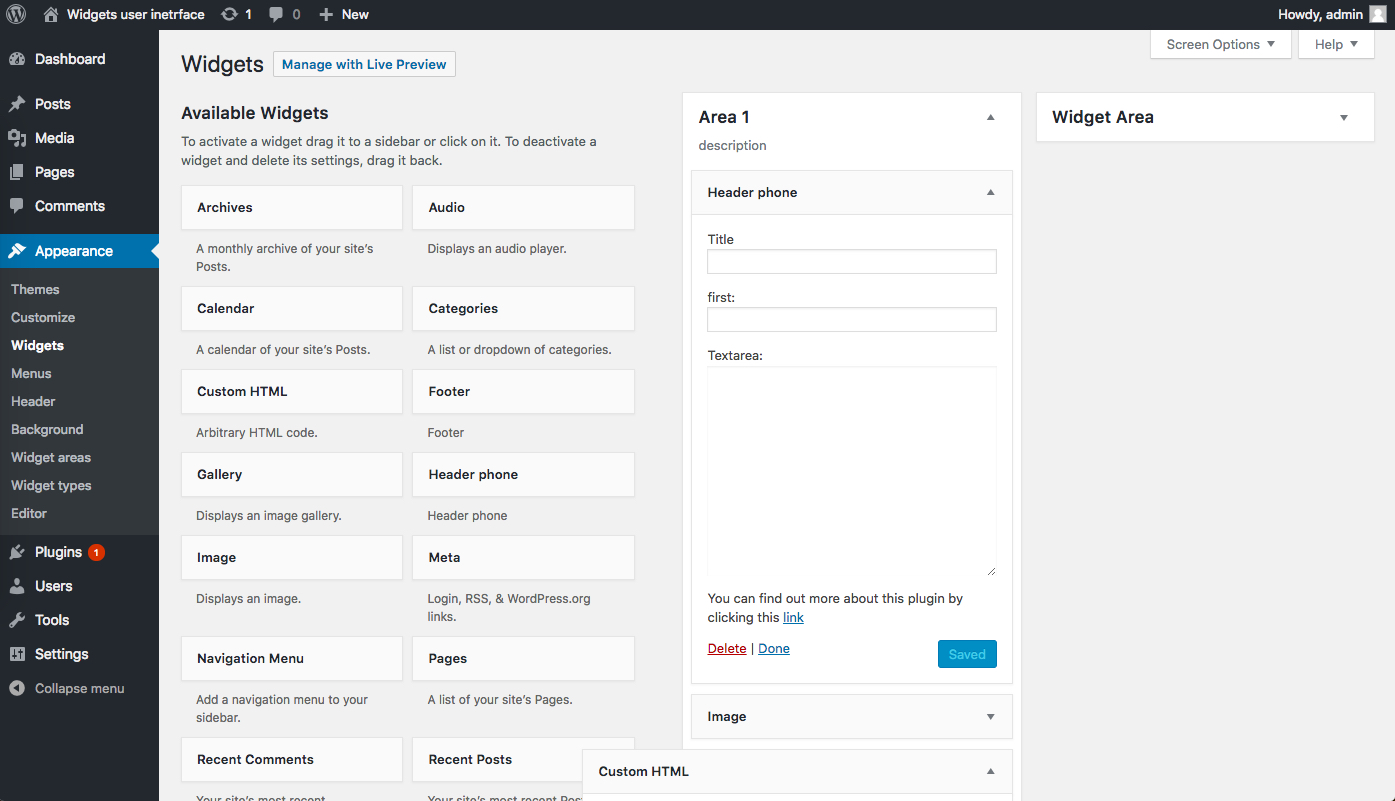 Widgets user inetrface 1 0 New Howdy, admin
Dashboard
Posts
Media
Pages
Comments
Appearance
Themes
Customize
Widgets
Menus
Header
Background
Widget areas
Widget types
Editor
Plugins 1
Users
Tools
Settings
Collapse menu
Screen Options Help
Widgets Manage with Live Preview
Available Widgets
To activate a widget drag it to a sidebar or click on it. To deactivate a
widget and delete its settings, drag it back.
Archives Audio
A monthly archive of your site’s Displays an audio player.
Posts.
Calendar Categories
A calendar of your site’s Posts. A list or dropdown of categories.
Custom HTML Footer
Arbitrary HTML code. Footer
Gallery Header phone
Displays an image gallery. Header phone
Image Meta
Displays an image. Login, RSS, & WordPress.org
links.
Navigation Menu Pages
Add a navigation menu to your A list of your site’s Pages.
sidebar.
Recent Comments Recent Posts
Your site’s most recent Your site’s most recent Pos
Area 1
description
Header phone
Title
first:
Textarea:
You can find out more about this plugin by
clicking this link
Delete | Done Saved
Image
Custom HTML
Widget Area